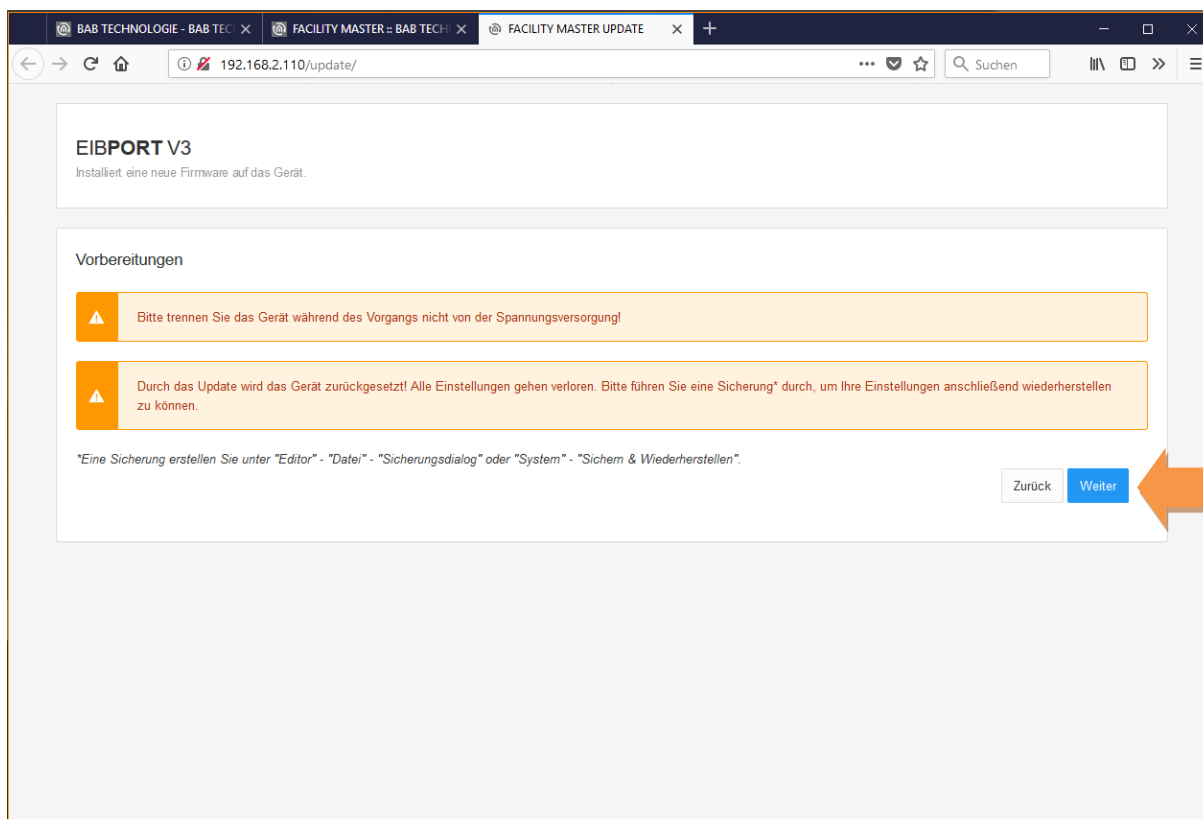 BAB TECHNOLOGIE - BAB TEC
FACILITY MASTER :: BAB TECH
FACILITY MASTER UPDATE
192.168.2.110/update/
Suchen
EIBPORT V3
Installiert eine neue Firmware auf das Gerät.
Vorbereitungen
Bitte trennen Sie das Gerät während des Vorgangs nicht von der Spannungsversorgung!
Durch das Update wird das Gerät zurückgesetzt! Alle Einstellungen gehen verloren. Bitte führen Sie eine Sicherung* durch, um Ihre Einstellungen anschließend wiederherstellen
zu können.
*Eine Sicherung erstellen Sie unter "Editor" - "Datei" - "Sicherungsdialog" oder "System" - "Sichern & Wiederherstellen".
Zurück
Weiter